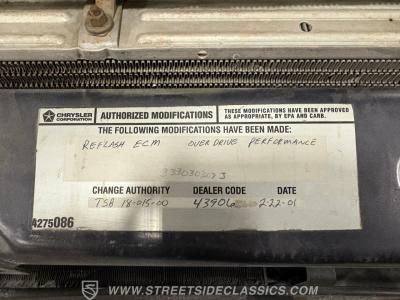 CHRYSLER CORPORATION AUTHORIZED MODIFICATIONS THESE MODIFICATIONS HAVE BEEN APPROVED AS APPROPRIATE, BY EPA AND CARB.
THE FOLLOWING MODIFICATIONS HAVE BEEN MADE:
REFLASH ECM OVERDRIVE PERFORMANCE
CHANGE AUTHORITY DEALER CODE DATE
TSB 18-015-00 43906 2-22-01
4275086
WWW.STREETSIDECLASSICS.COM